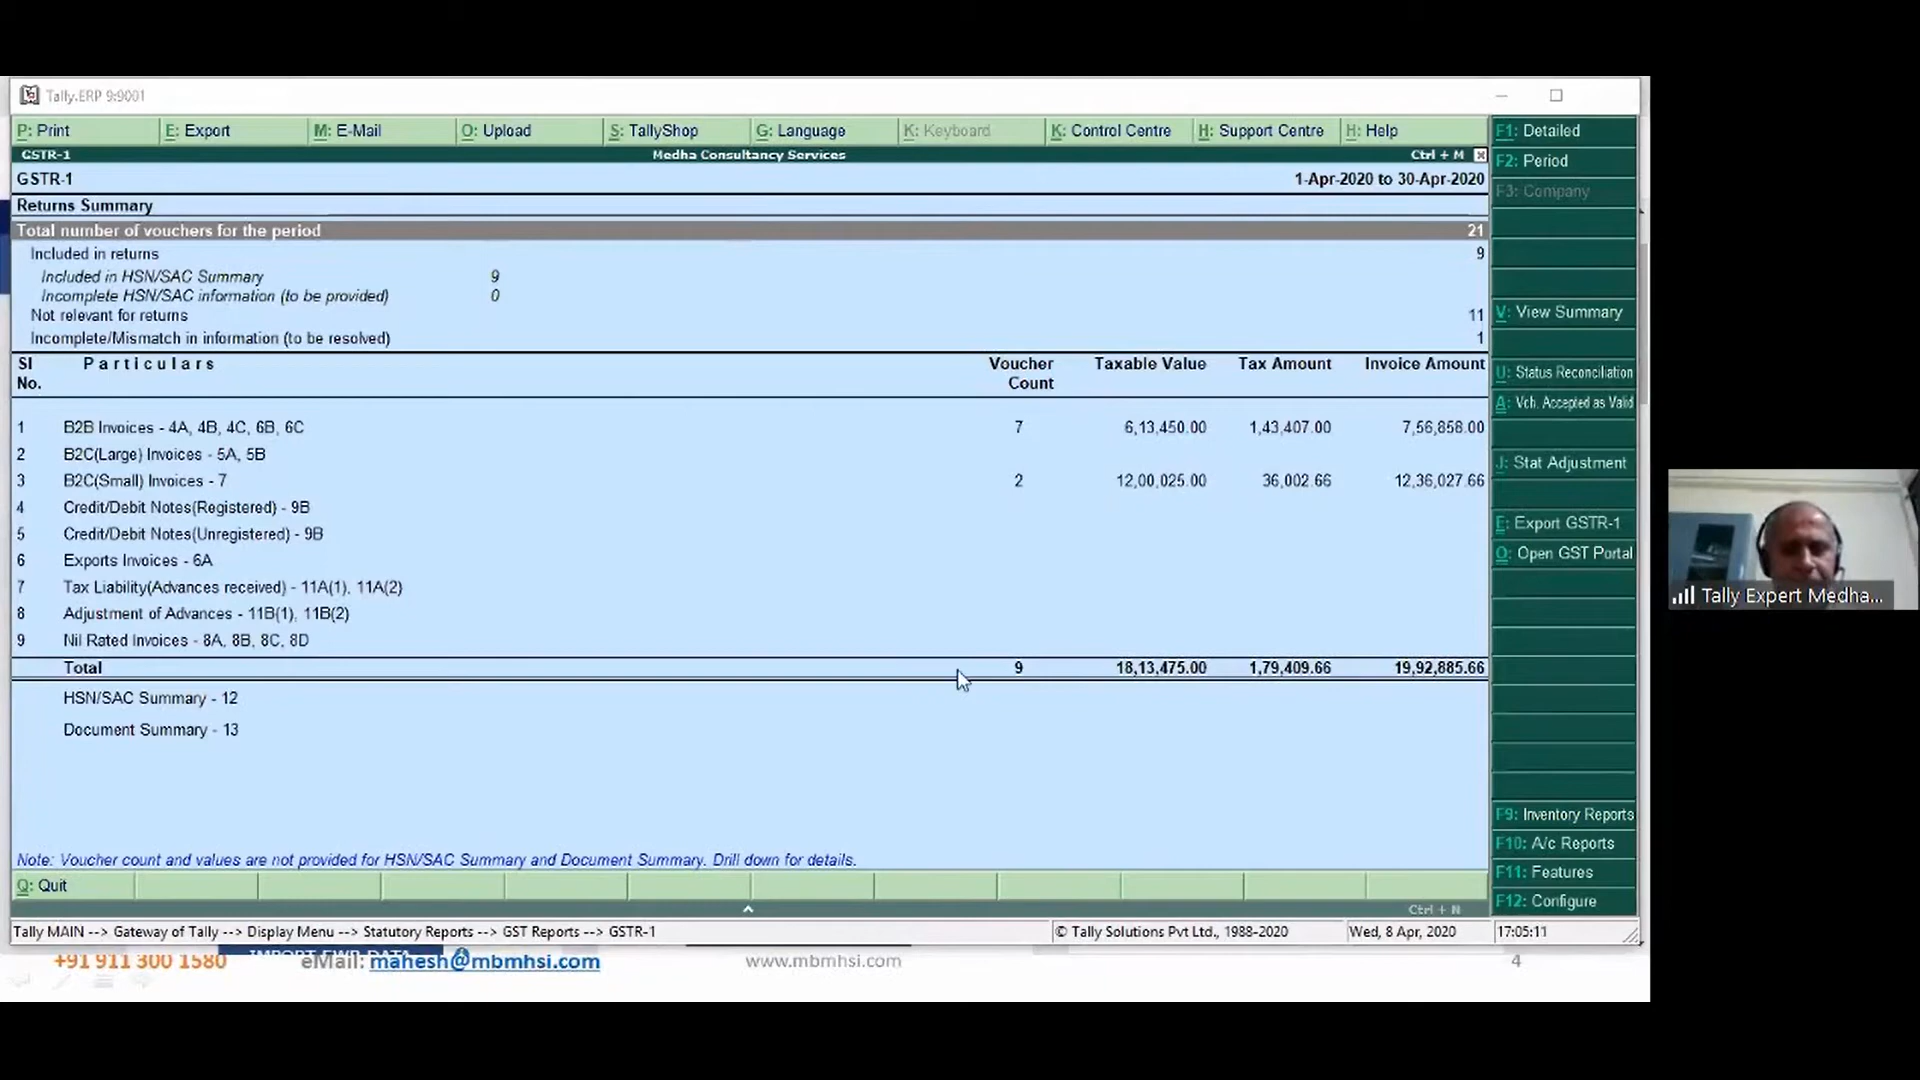 Tally.ERP 9:9001
P: Print E: Export M: E-Mail O: Upload S: TallyShop G: Language K: Keyboard K: Control Centre H: Support Centre H: Help
GSTR-1 Medha Consultancy Services Ctrl + M
GSTR-1 1-Apr-2020 to 30-Apr-2020
Returns Summary
Total number of vouchers for the period 21
Included in returns 9
Included in HSN/SAC Summary 9
Incomplete HSN/SAC information (to be provided) 0
Not relevant for returns 11
Incomplete/Mismatch in information (to be resolved) 1
Sl Particulars Voucher Taxable Value Tax Amount Invoice Amount
No. Count
1 B2B Invoices - 4A, 4B, 4C, 6B, 6C 7 6,13,450.00 1,43,407.00 7,56,858.00
2 B2C(Large) Invoices - 5A, 5B
3 B2C(Small) Invoices - 7 2 12,00,025.00 36,002.66 12,36,027.66
4 Credit/Debit Notes(Registered) - 9B
5 Credit/Debit Notes(Unregistered) - 9B
6 Exports Invoices - 6A
7 Tax Liability(Advances received) - 11A(1), 11A(2)
8 Adjustment of Advances - 11B(1), 11B(2)
9 Nil Rated Invoices - 8A, 8B, 8C, 8D
Total 9 18,13,475.00 1,79,409.66 19,92,885.66
HSN/SAC Summary - 12
Document Summary - 13
Note: Voucher count and values are not provided for HSN/SAC Summary and Document Summary. Drill down for details.
Q: Quit
Ctrl + N
Tally MAIN --> Gateway of Tally --> Display Menu --> Statutory Reports --> GST Reports --> GSTR-1 © Tally Solutions Pvt Ltd., 1988-2020 Wed, 8 Apr, 2020 17:05:11
F1: Detailed
F2: Period
F3: Company
V: View Summary
U: Status Reconciliation
A: Vch. Accepted as Valid
J: Stat Adjustment
E: Export GSTR-1
O: Open GST Portal
F9: Inventory Reports
F10: A/c Reports
F11: Features
F12: Configure
Tally Expert Medha...
IMPORT EWB DATA
+91 911 300 1580 eMail: mahesh@mbmhsi.com www.mbmhsi.com 4